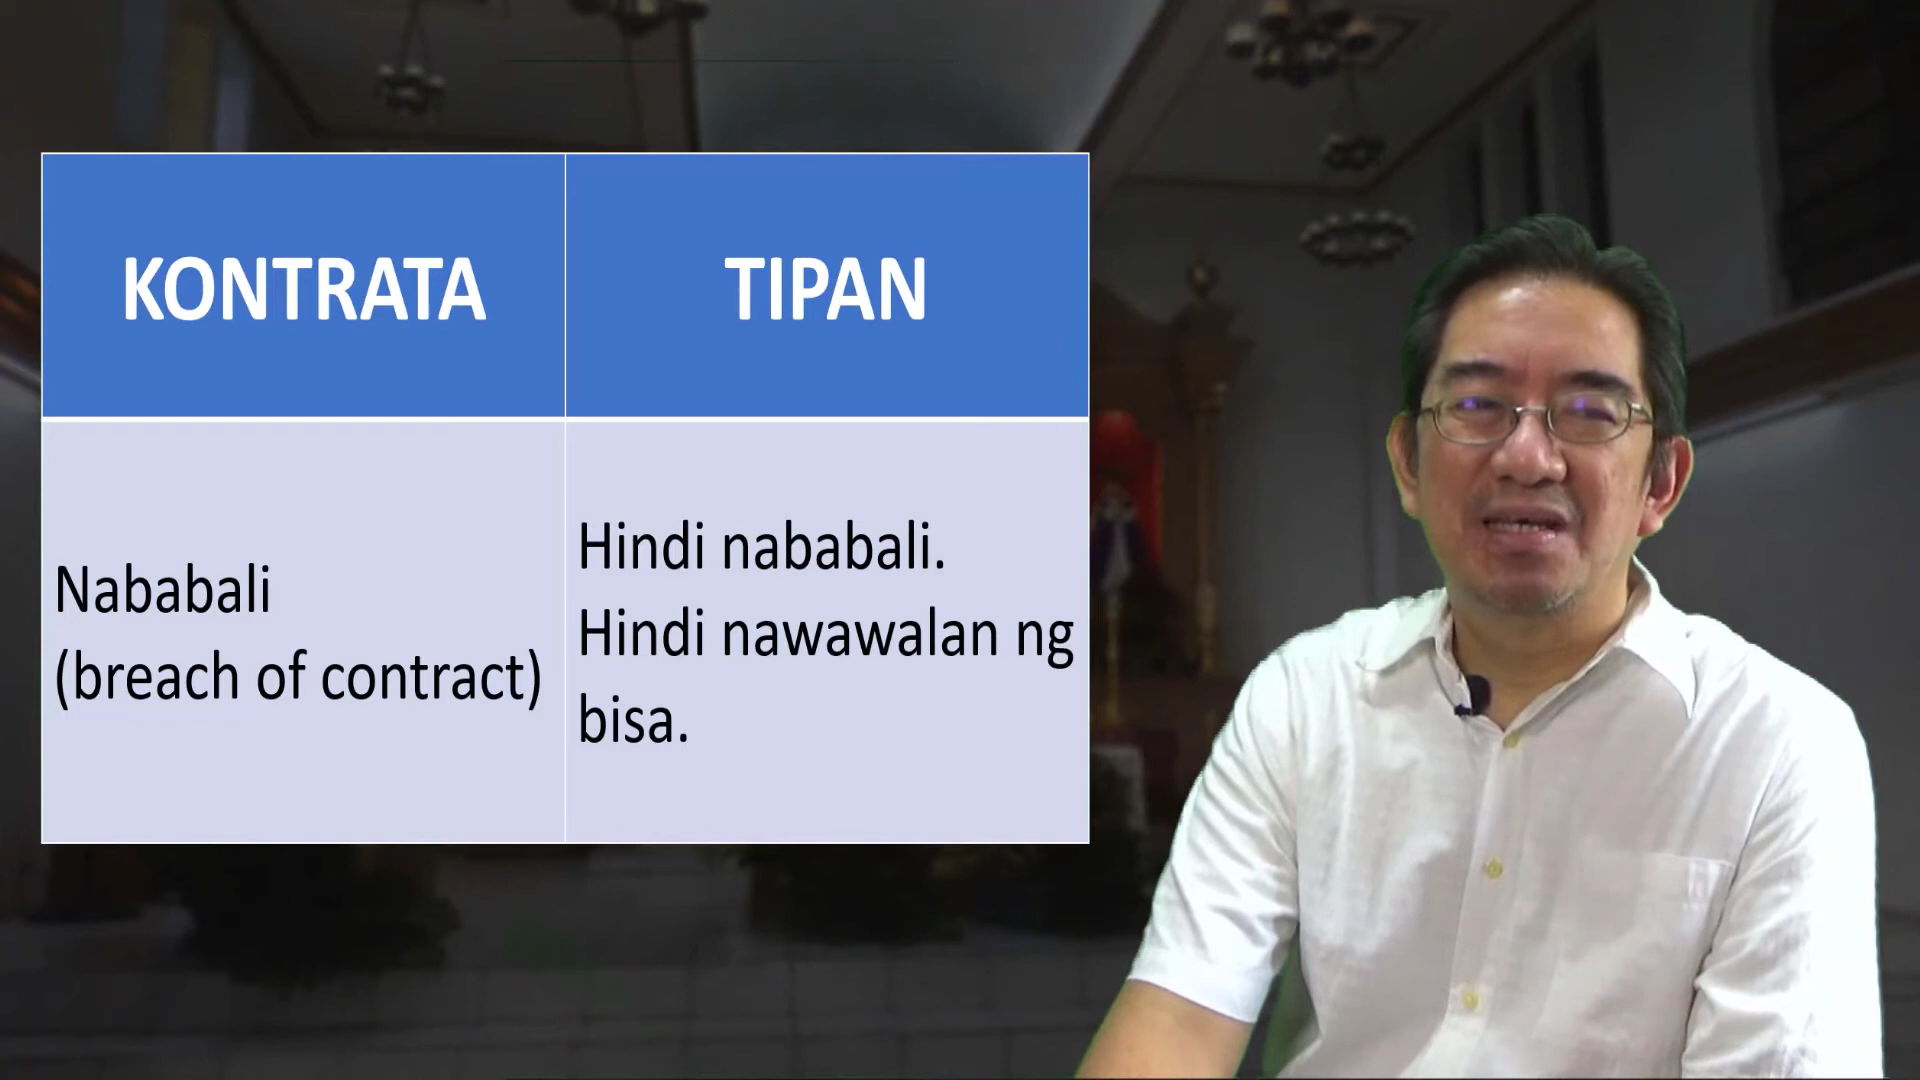 KONTRATA
TIPAN
Nababali
(breach of contract)
Hindi nababali.
Hindi nawawalan ng
bisa.